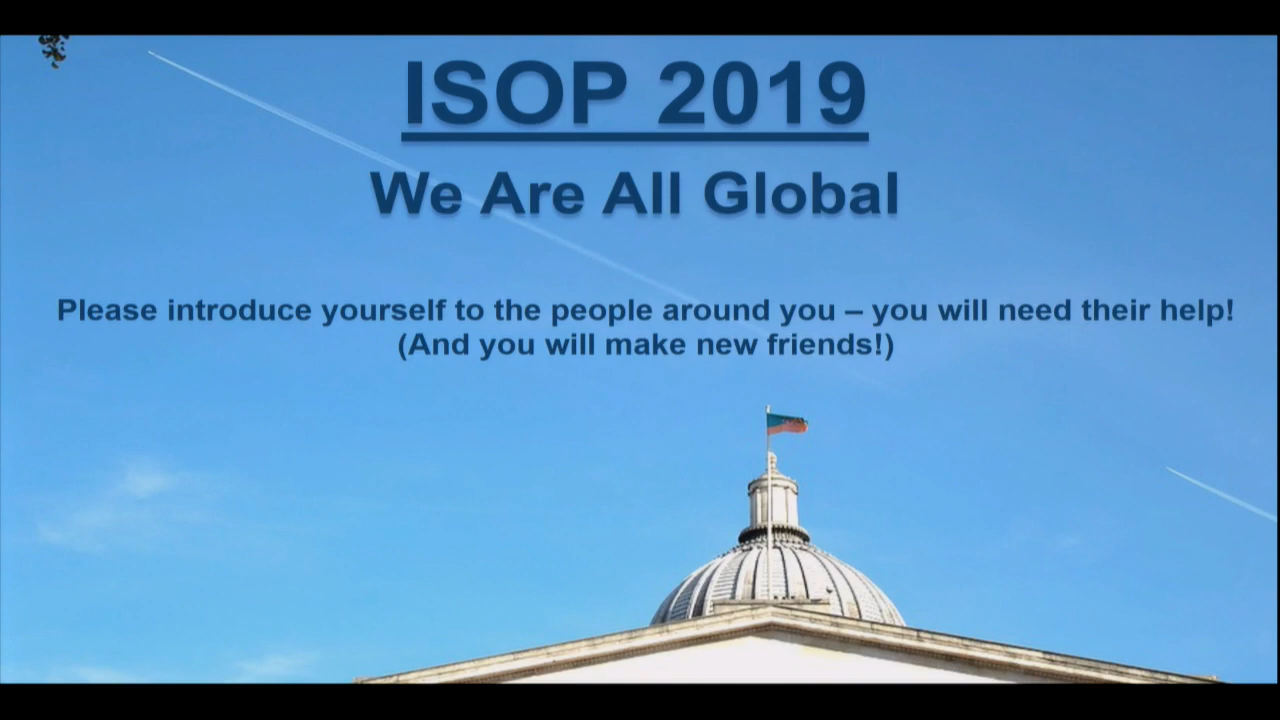 ISOP 2019
We Are All Global
Please introduce yourself to the people around you – you will need their help!
(And you will make new friends!)